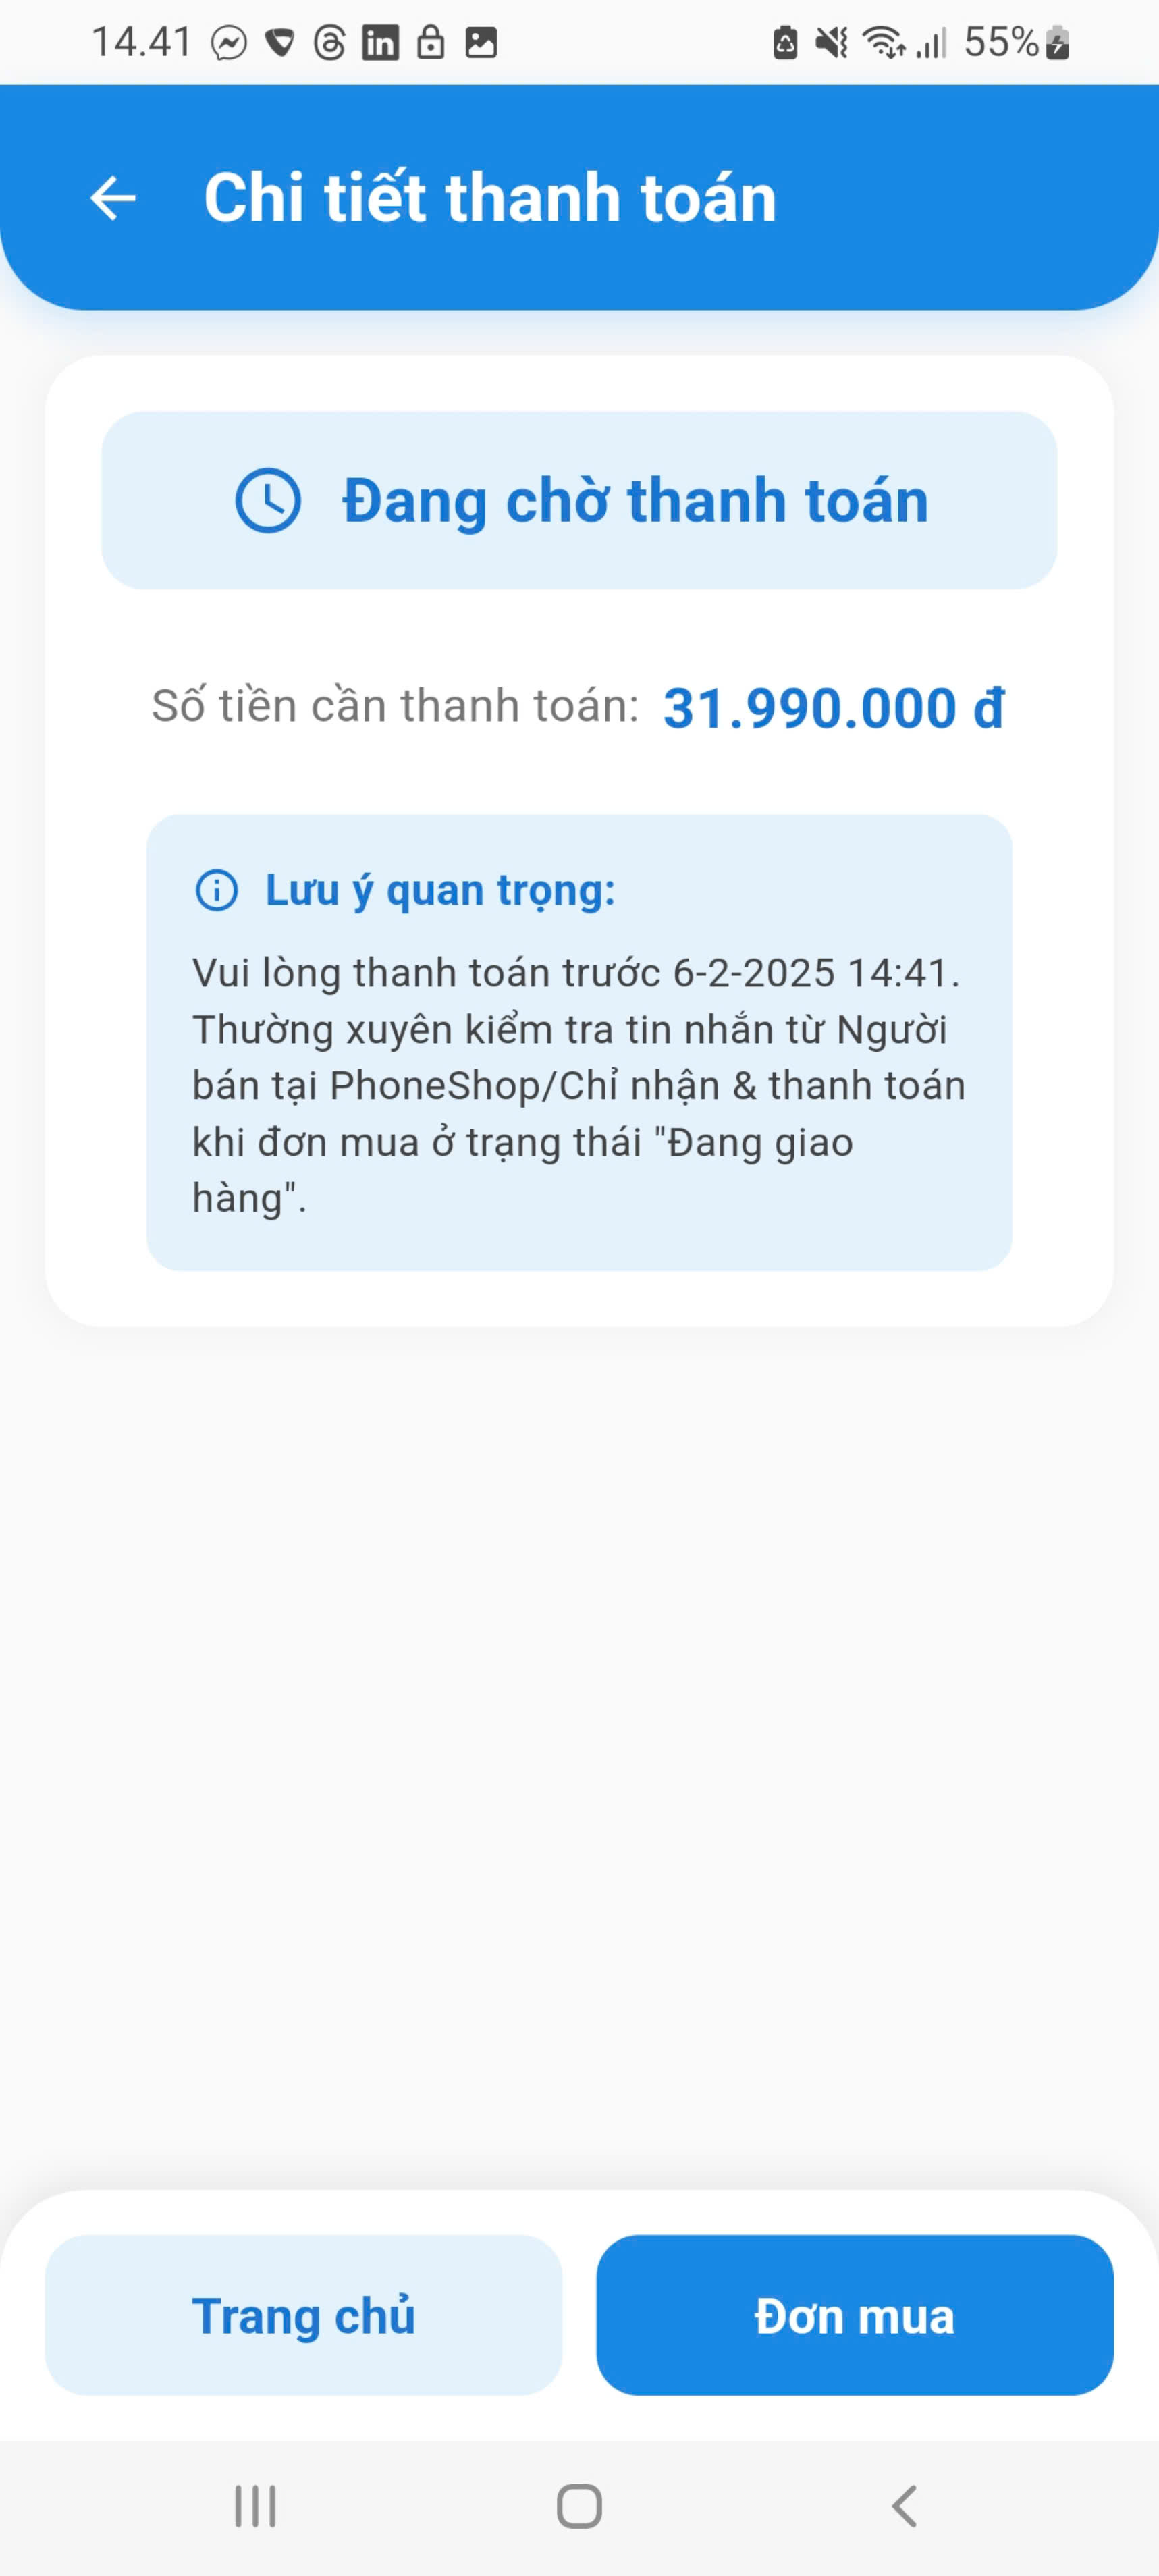 14.41
55%
Chi tiết thanh toán
Đang chờ thanh toán
Số tiền cần thanh toán: 31.990.000 đ
Lưu ý quan trọng:
Vui lòng thanh toán trước 6-2-2025 14:41.
Thường xuyên kiểm tra tin nhắn từ Người
bán tại PhoneShop/Chỉ nhận & thanh toán
khi đơn mua ở trạng thái "Đang giao
hàng".
Trang chủ
Đơn mua